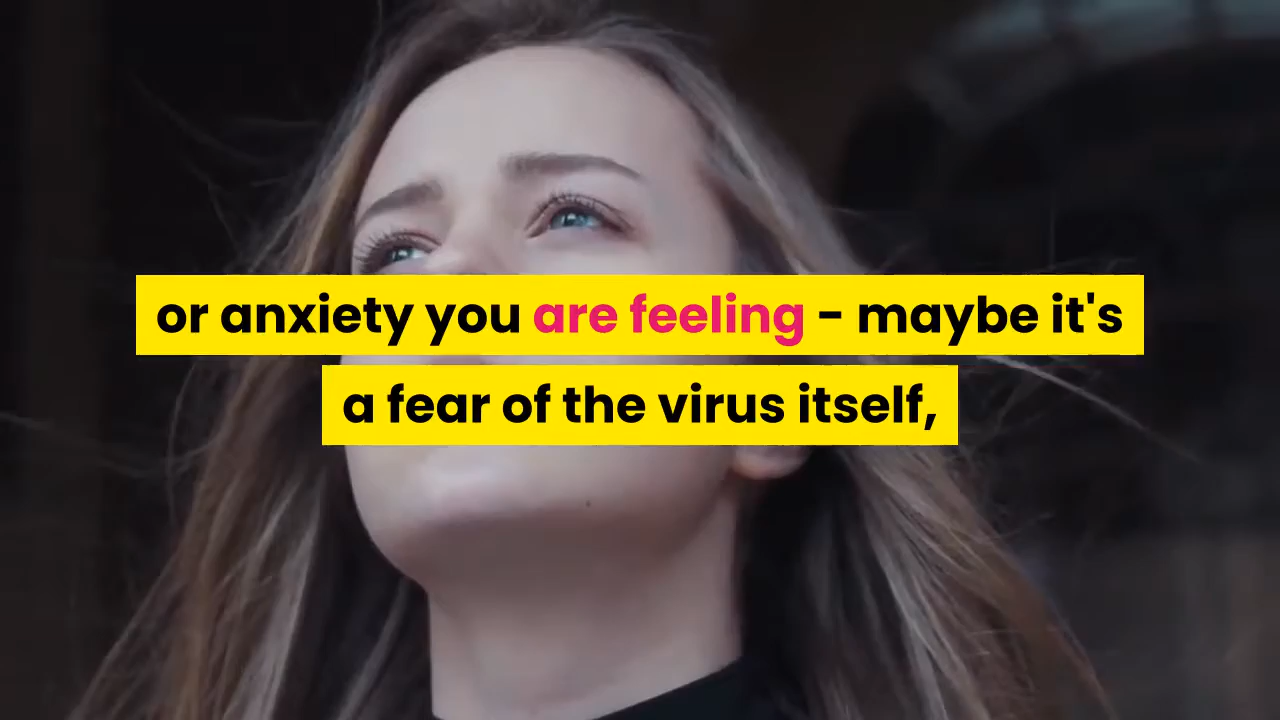 or anxiety you are feeling - maybe it's
a fear of the virus itself,